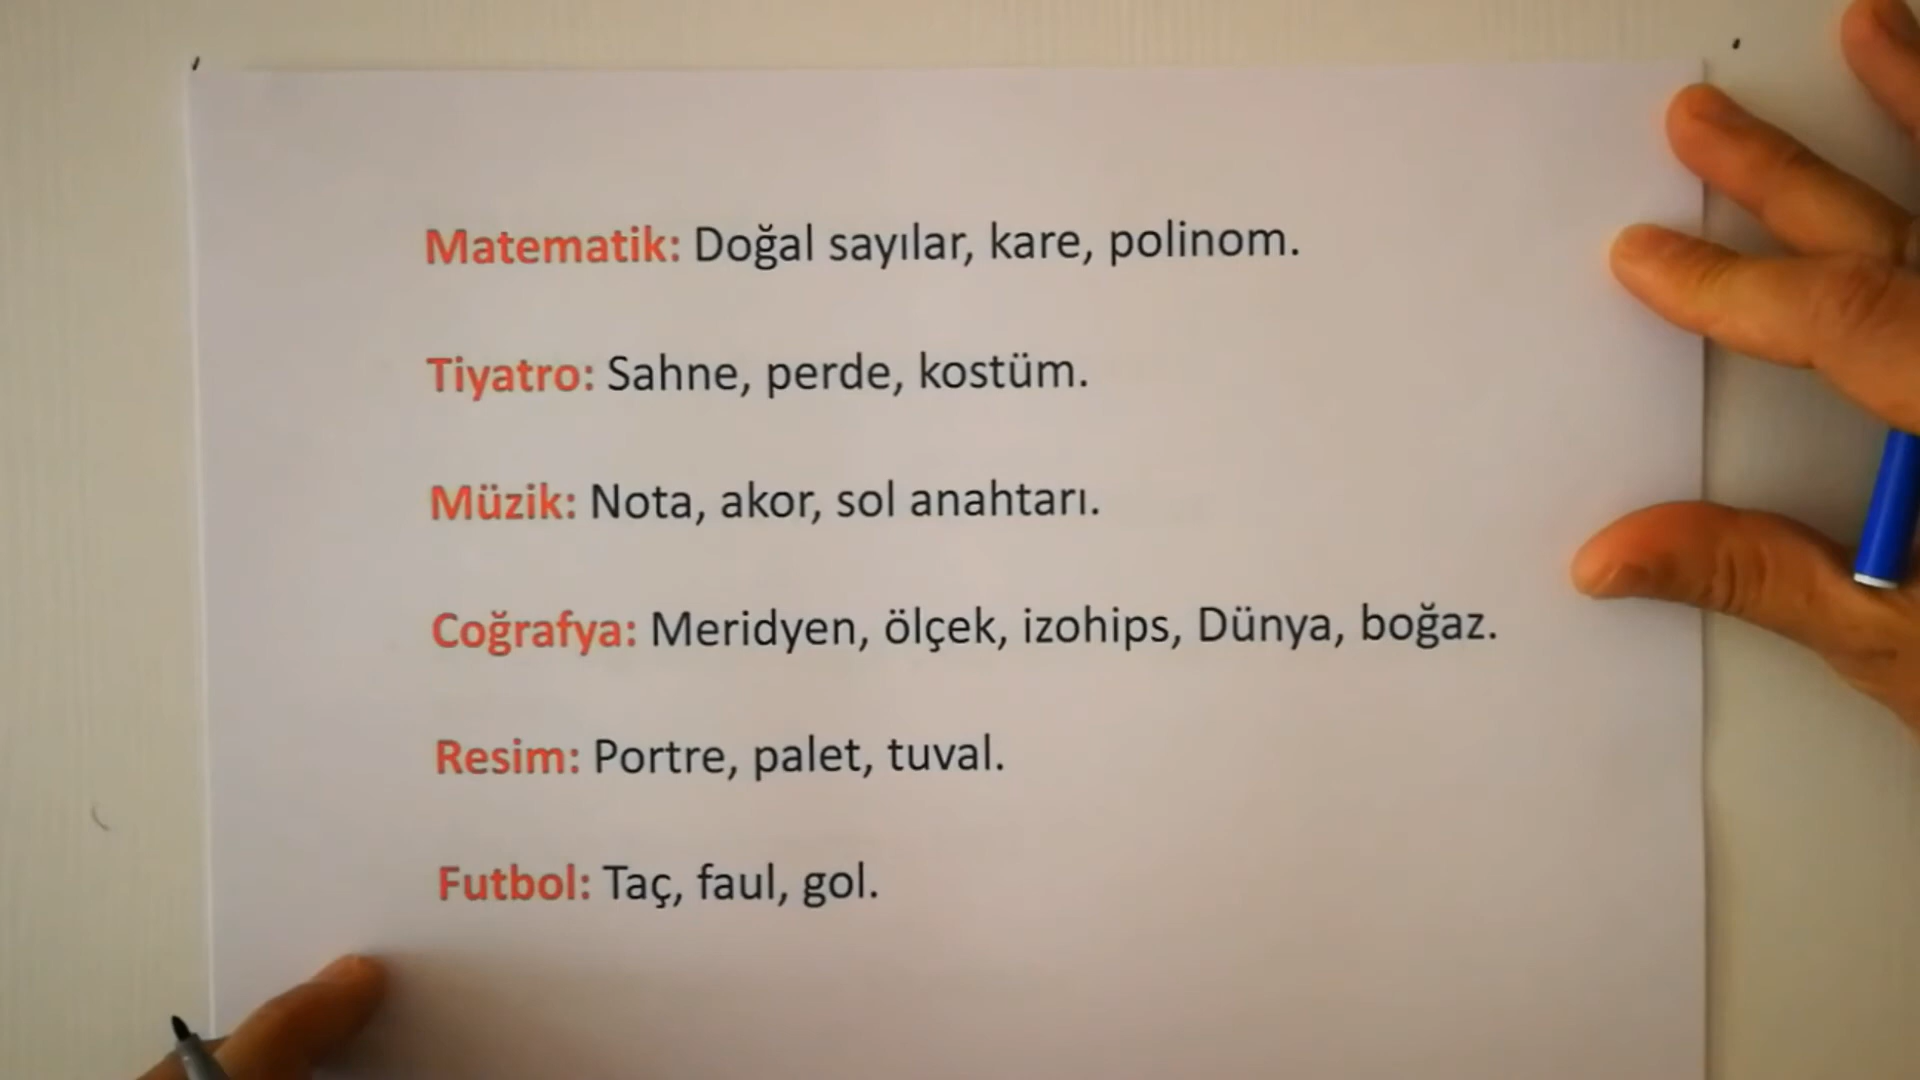 Matematik: Doğal sayılar, kare, polinom.
Tiyatro: Sahne, perde, kostüm.
Müzik: Nota, akor, sol anahtarı.
Coğrafya: Meridyen, ölçek, izohips, Dünya, boğaz.
Resim: Portre, palet, tuval.
Futbol: Taç, faul, gol.